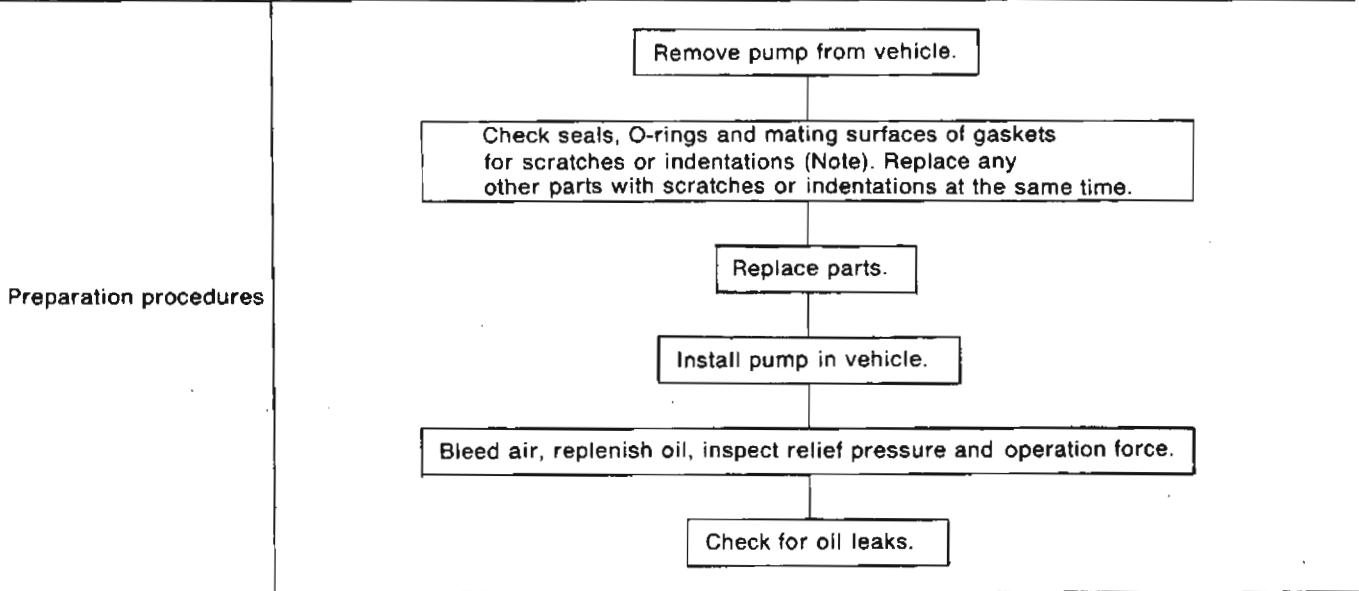 Remove pump from vehicle.
Check seals, O-rings and mating surfaces of gaskets
for scratches or indentations (Note). Replace any
other parts with scratches or indentations at the same time.
Replace parts.
Preparation procedures
Install pump in vehicle.
Bleed air, replenish oil, inspect relief pressure and operation force.
Check for oil leaks.